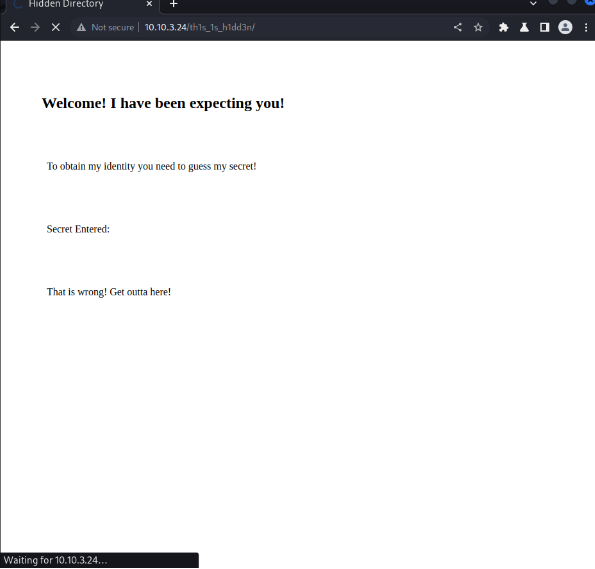 Hidden Directory
Not secure 10.10.3.24/th1s_1s_h1dd3n/
Welcome! I have been expecting you!
To obtain my identity you need to guess my secret!
Secret Entered:
That is wrong! Get outta here!
Waiting for 10.10.3.24...